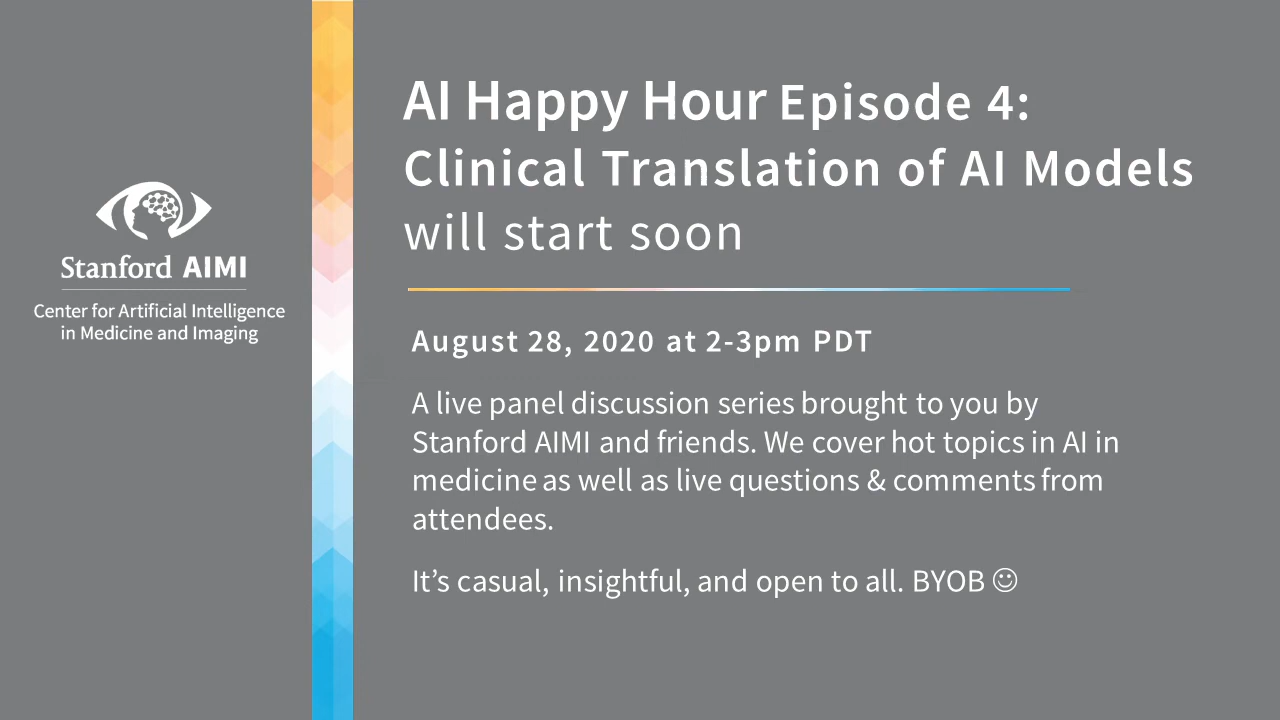 Stanford AIMI
Center for Artificial Intelligence
in Medicine and Imaging
AI Happy Hour Episode 4:
Clinical Translation of AI Models
will start soon
August 28, 2020 at 2-3pm PDT
A live panel discussion series brought to you by
Stanford AIMI and friends. We cover hot topics in AI in
medicine as well as live questions & comments from
attendees.
It’s casual, insightful, and open to all. BYOB ☺